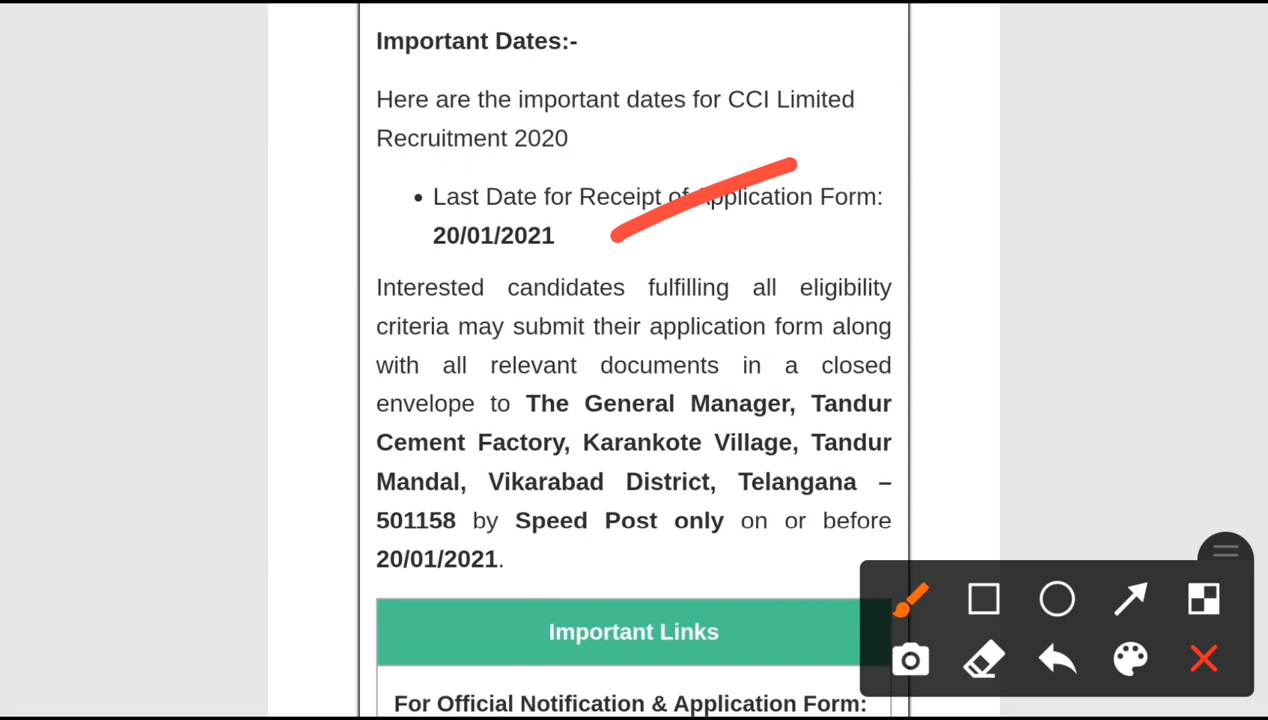 Important Dates:-
Here are the important dates for CCI Limited
Recruitment 2020
• Last Date for Receipt of Application Form:
20/01/2021
Interested candidates fulfilling all eligibility
criteria may submit their application form along
with all relevant documents in a closed
envelope to The General Manager, Tandur
Cement Factory, Karankote Village, Tandur
Mandal, Vikarabad District, Telangana –
501158 by Speed Post only on or before
20/01/2021.
Important Links
For Official Notification & Application Form: